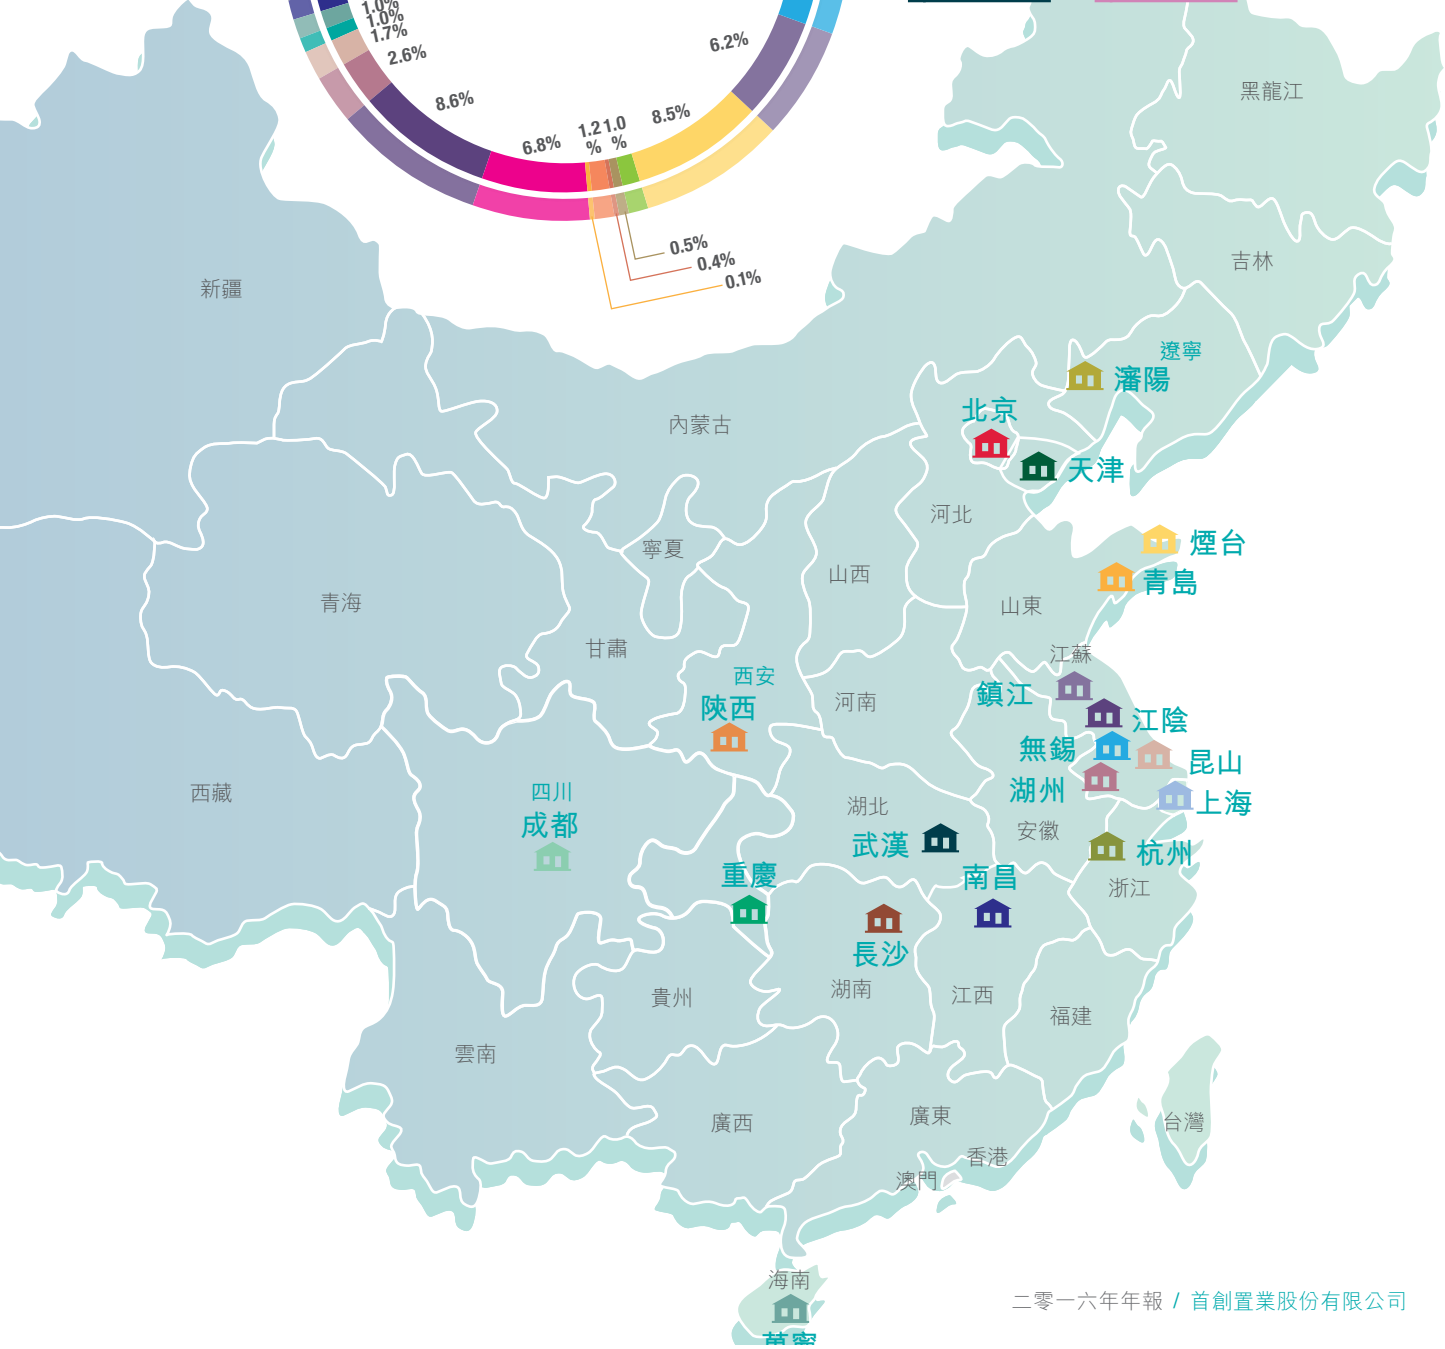 1.0%
1.0%
1.7%
2.6%
8.6%
6.8%
1.2
%
1.0
%
8.5%
6.2%
0.5%
0.4%
0.1%
黑龍江
吉林
新疆
遼寧
瀋陽
北京
內蒙古
天津
河北
煙台
寧夏
山西
青島
青海
山東
甘肅
江蘇
西安
鎮江
河南
陝西
江陰
無錫
昆山
四川
湖州
西藏
湖北
上海
成都
安徽
武漢
杭州
重慶
南昌
浙江
長沙
湖南
江西
貴州
福建
雲南
廣西
廣東
台灣
香港
澳門
海南
萬寧
二零一六年年報 / 首創置業股份有限公司